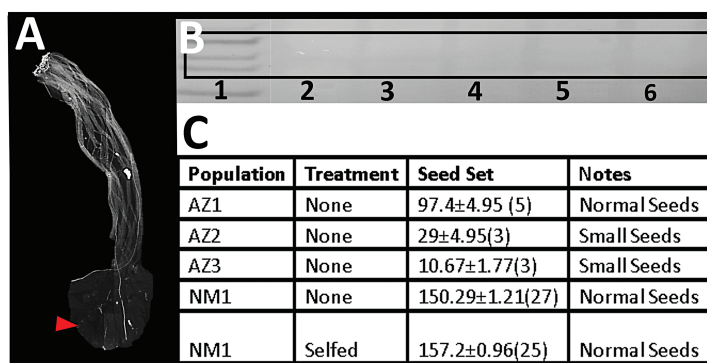 A
B
1 2 3 4 5 6
C
Population Treatment Seed Set Notes
AZ1 None 97.4±4.95 (5) Normal Seeds
AZ2 None 29±4.95(3) Small Seeds
AZ3 None 10.67±1.77(3) Small Seeds
NM1 None 150.29±1.21(27) Normal Seeds
NM1 Selfed 157.2±0.96(25) Normal Seeds